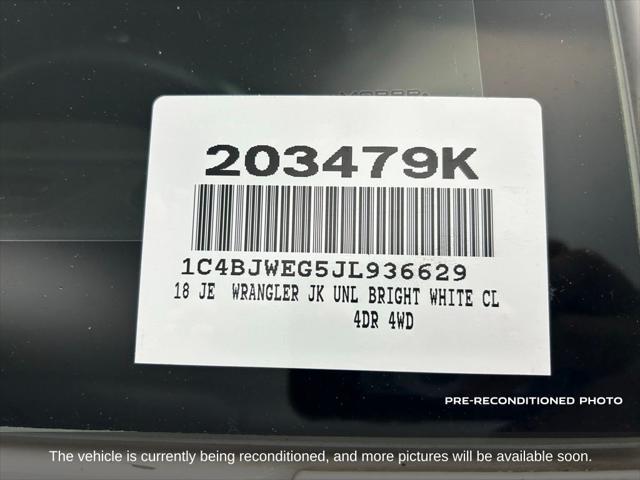 203479K
1C4BJWEG5JL936629
18 JE WRANGLER JK UNL BRIGHT WHITE CL
4DR 4WD
PRE-RECONDITIONED PHOTO
The vehicle is currently being reconditioned, and more pictures will be available soon.